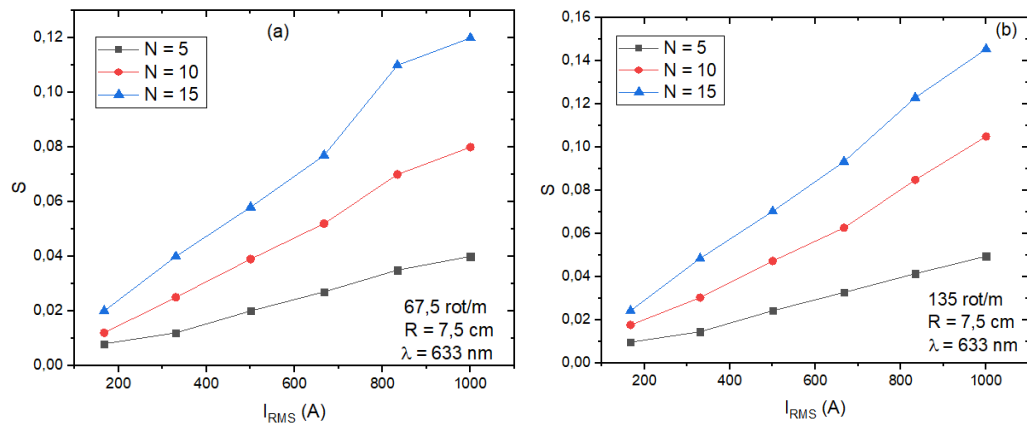 (a)
N = 5
N = 10
N = 15
0,12
0,10
0,08
0,06
0,04
0,02
0,00
S
67,5 rot/m
R = 7,5 cm
λ = 633 nm
200 400 600 800 1000
I_RMS (A)
(b)
N = 5
N = 10
N = 15
0,16
0,14
0,12
0,10
0,08
0,06
0,04
0,02
0,00
S
135 rot/m
R = 7,5 cm
λ = 633 nm
200 400 600 800 1000
I_RMS (A)